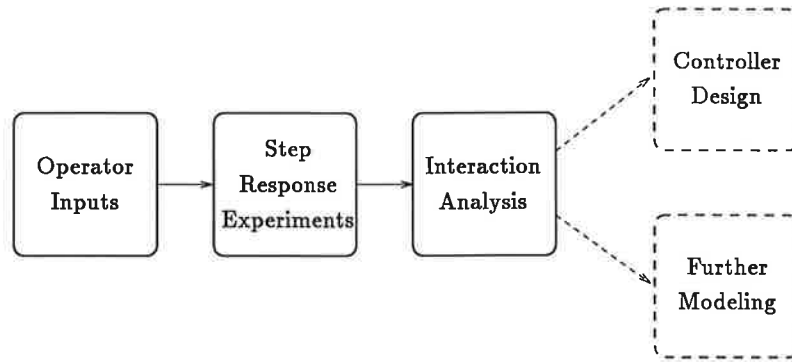 Operator
Inputs
Step
Response
Experiments
Interaction
Analysis
Controller
Design
Further
Modeling